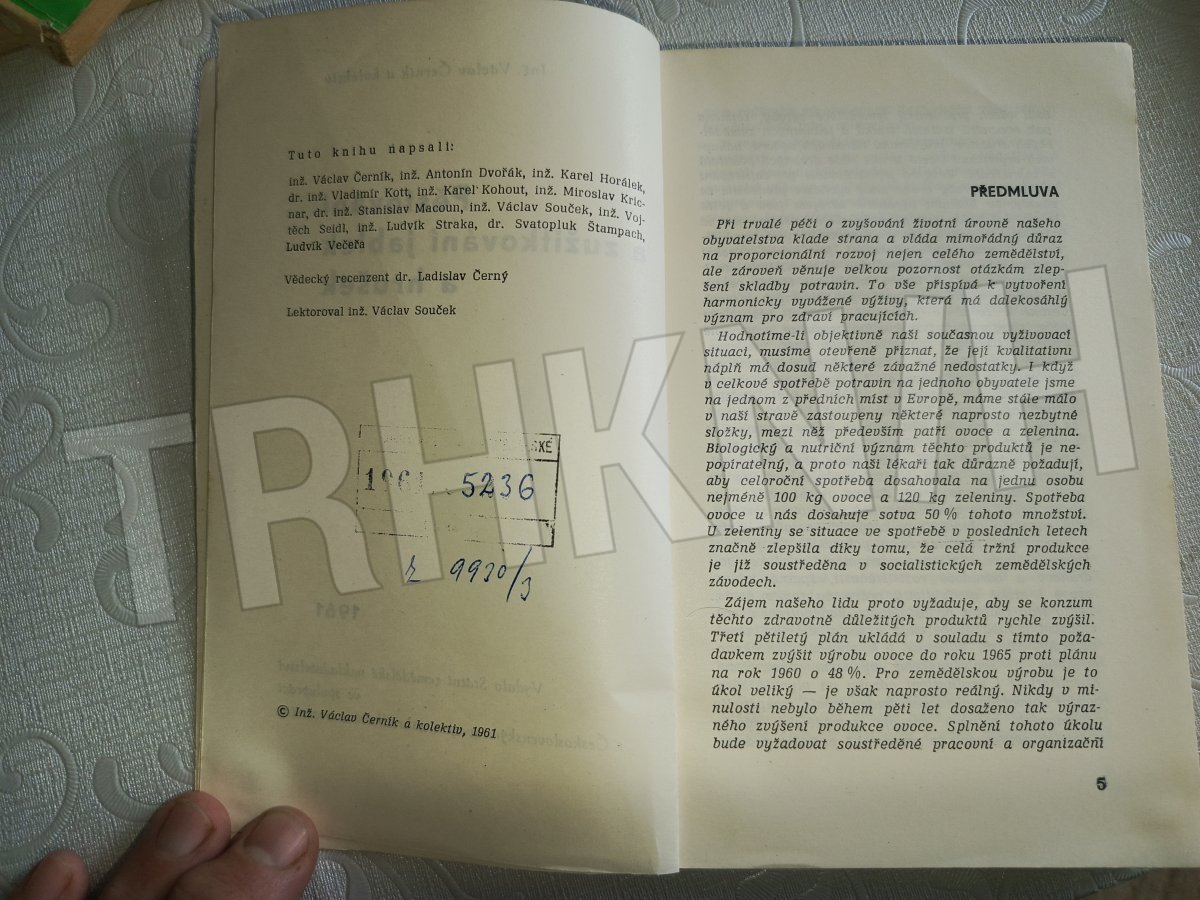 Tuto knihu napsali:
inž. Václav Černík, inž. Antonín Dvořák, inž. Karel Horálek,
dr. inž. Vladimír Kott, inž. Karel Kohout, inž. Miroslav Kric-
nar, dr. inž. Stanislav Macoun, inž. Václav Souček, inž. Voj-
těch Seidl, inž. Ludvík Straka, dr. Svatopluk Štampach,
Ludvík Večeřa
Vědecký recenzent dr. Ladislav Černý
Lektoroval inž. Václav Souček
KÉ
1961 5236
9930/3
© Inž. Václav Černík a kolektiv, 1961
PŘEDMLUVA
Při trvalé péči o zvyšování životní úrovně našeho
obyvatelstva klade strana a vláda mimořádný důraz
na proporcionální rozvoj nejen celého zemědělství,
ale zároveň věnuje velkou pozornost otázkám zlep-
šení skladby potravin. To vše přispívá k vytvoření
harmonicky vyvážené výživy, která má dalekosáhlý
význam pro zdraví pracujících.
Hodnotíme-li objektivně naši současnou vyživovací
situaci, musíme otevřeně přiznat, že její kvalitativní
náplň má dosud některé závažné nedostatky. I když
v celkové spotřebě potravin na jednoho obyvatele jsme
na jednom z předních míst v Evropě, máme stále málo
v naší stravě zastoupeny některé naprosto nezbytné
složky, mezi něž především patří ovoce a zelenina.
Biologický a nutriční význam těchto produktů je ne-
popíratelný, a proto naši lékaři tak důrazně požadují,
aby celoroční spotřeba dosahovala na jednu osobu
nejméně 100 kg ovoce a 120 kg zeleniny. Spotřeba
ovoce u nás dosahuje sotva 50 % tohoto množství.
U zeleniny se situace ve spotřebě v posledních letech
značně zlepšila díky tomu, že celá tržní produkce
je již soustředěna v socialistických zemědělských
závodech.
Zájem našeho lidu proto vyžaduje, aby se konzum
těchto zdravotně důležitých produktů rychle zvýšil.
Třetí pětiletý plán ukládá v souladu s tímto poža-
davkem zvýšit výrobu ovoce do roku 1965 proti plánu
na rok 1960 o 48 %. Pro zemědělskou výrobu je to
úkol veliký — je však naprosto reálný. Nikdy v mi-
nulosti nebylo během pěti let dosaženo tak výraz-
ného zvýšení produkce ovoce. Splnění tohoto úkolu
bude vyžadovat soustředěné pracovní a organizační
5
TRHKNIH